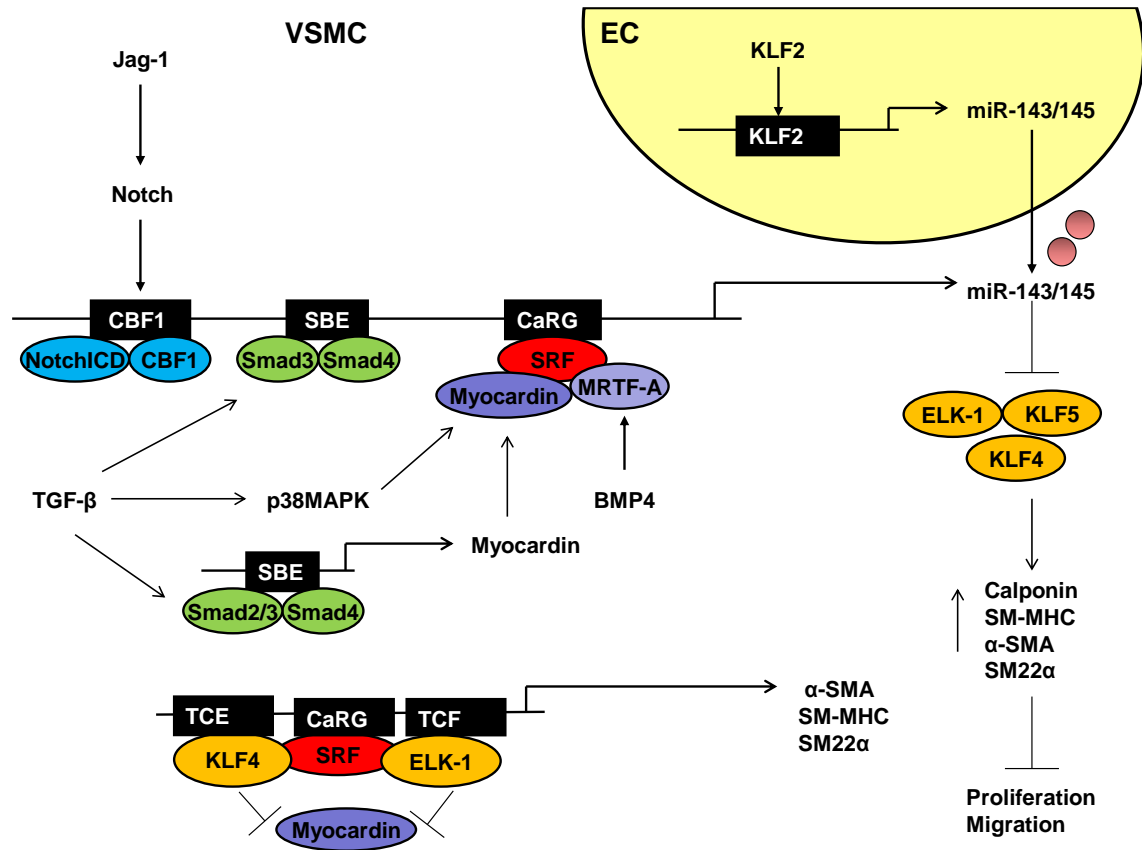 VSMC
EC
Jag-1
KLF2
KLF2
miR-143/145
Notch
miR-143/145
CBF1
SBE
CaRG
NotchICD
CBF1
Smad3
Smad4
SRF
Myocardin
MRTF-A
ELK-1
KLF5
KLF4
TGF-β
p38MAPK
BMP4
Myocardin
SBE
Smad2/3
Smad4
Calponin
SM-MHC
α-SMA
SM22α
TCE
CaRG
TCF
KLF4
SRF
ELK-1
Myocardin
α-SMA
SM-MHC
SM22α
Proliferation
Migration